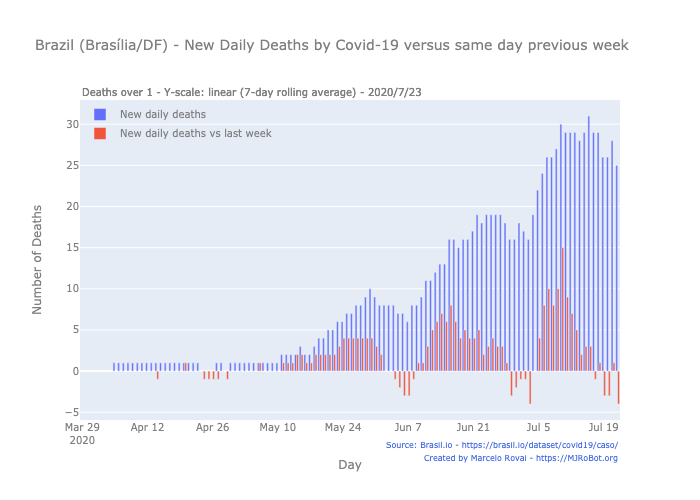 Brazil (Brasília/DF) - New Daily Deaths by Covid-19 versus same day previous week
Deaths over 1 - Y-scale: linear (7-day rolling average) - 2020/7/23
New daily deaths
New daily deaths vs last week
Number of Deaths
30
25
20
15
10
5
0
−5
Mar 29 Apr 12 Apr 26 May 10 May 24 Jun 7 Jun 21 Jul 5 Jul 19
2020
Day
Source: Brasil.io - https://brasil.io/dataset/covid19/caso/
Created by Marcelo Rovai - https://MJRoBot.org